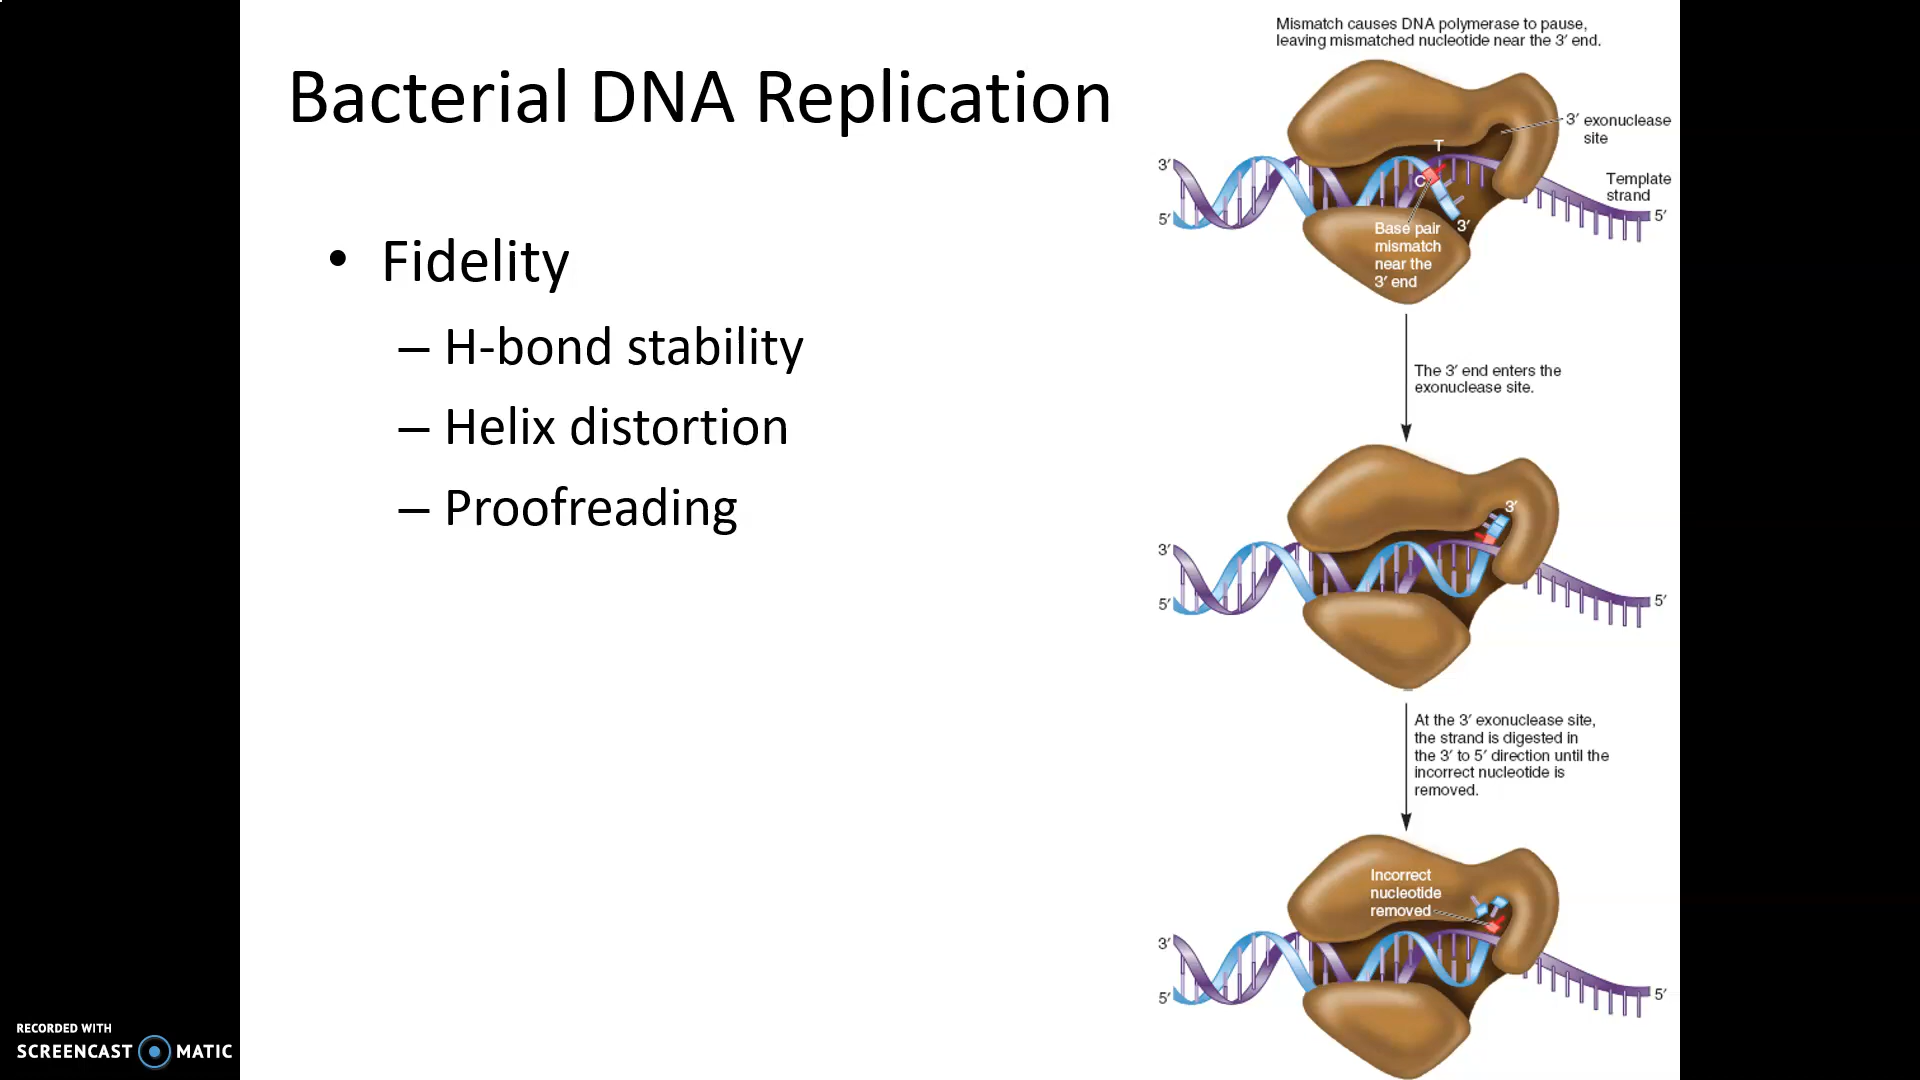 Bacterial DNA Replication
• Fidelity
– H-bond stability
– Helix distortion
– Proofreading
Mismatch causes DNA polymerase to pause,
leaving mismatched nucleotide near the 3′ end.
3′ exonuclease
site
Template
strand
3′
5′
5′
T
C
3′
Base pair
mismatch
near the
3′ end
The 3′ end enters the
exonuclease site.
3′
3′
5′
5′
At the 3′ exonuclease site,
the strand is digested in
the 3′ to 5′ direction until the
incorrect nucleotide is
removed.
Incorrect
nucleotide
removed
3′
5′
5′
RECORDED WITH
SCREENCAST MATIC